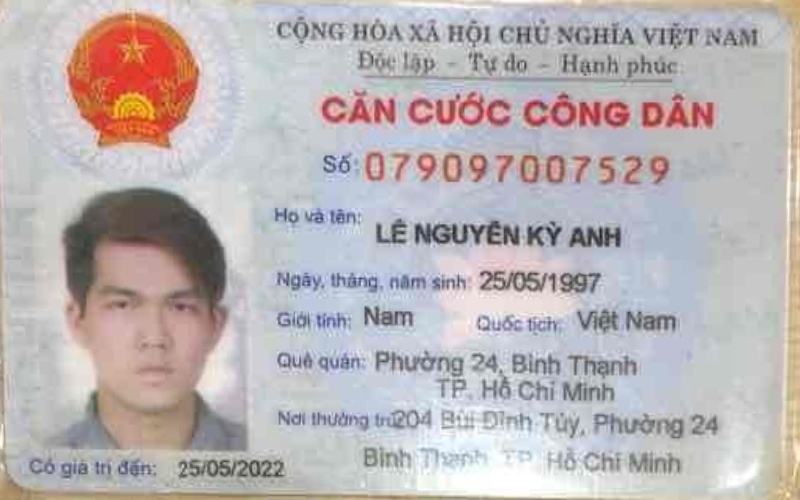 CỘNG HÒA XÃ HỘI CHỦ NGHĨA VIỆT NAM
Độc lập - Tự do - Hạnh phúc
CĂN CƯỚC CÔNG DÂN
Số: 079097007529
Họ và tên: LÊ NGUYÊN KỲ ANH
Ngày, tháng, năm sinh: 25/05/1997
Giới tính: Nam Quốc tịch: Việt Nam
Quê quán: Phường 24, Bình Thạnh
TP. Hồ Chí Minh
Nơi thường trú: 204 Bùi Đình Túy, Phường 24
Bình Thạnh TP Hồ Chí Minh
Có giá trị đến: 25/05/2022